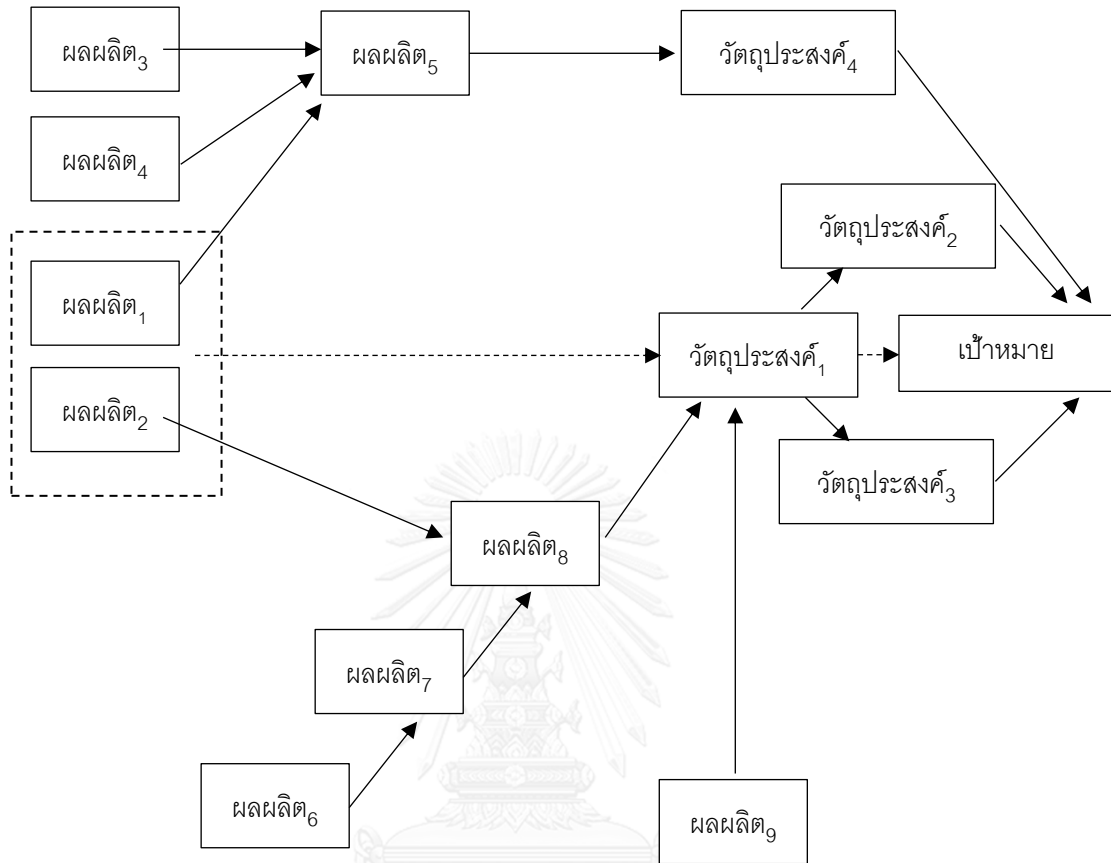 ผลผลิต₃
ผลผลิต₅
วัตถุประสงค์₄
ผลผลิต₄
วัตถุประสงค์₂
ผลผลิต₁
วัตถุประสงค์₁
เป้าหมาย
ผลผลิต₂
วัตถุประสงค์₃
ผลผลิต₈
ผลผลิต₇
ผลผลิต₆
ผลผลิต₉